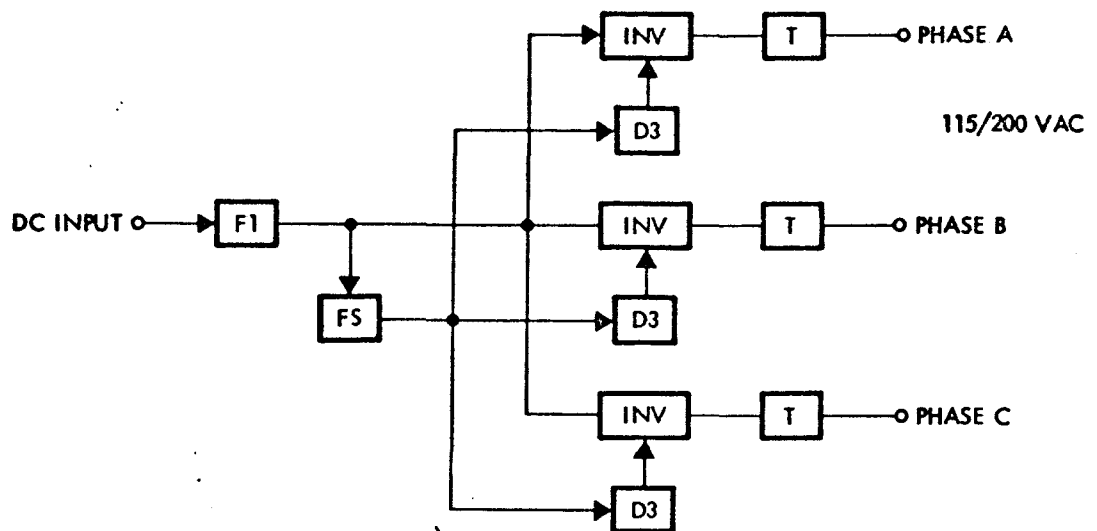 INV
T
PHASE A
D3
115/200 VAC
DC INPUT
F1
INV
T
PHASE B
FS
D3
INV
T
PHASE C
D3